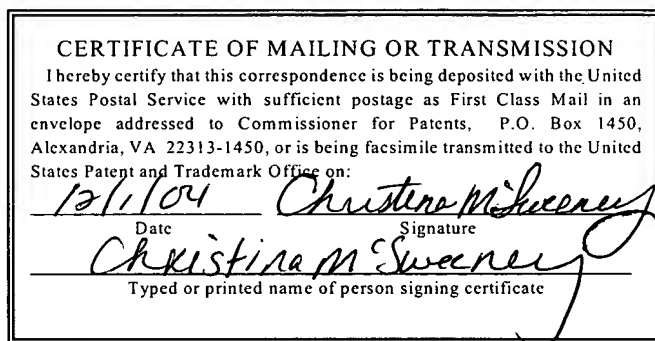 CERTIFICATE OF MAILING OR TRANSMISSION
I hereby certify that this correspondence is being deposited with the United
States Postal Service with sufficient postage as First Class Mail in an
envelope addressed to Commissioner for Patents, P.O. Box 1450,
Alexandria, VA 22313-1450, or is being facsimile transmitted to the United
States Patent and Trademark Office on:
12/1/04 Christina McSweeney
Date Signature
Christina McSweeney
Typed or printed name of person signing certificate